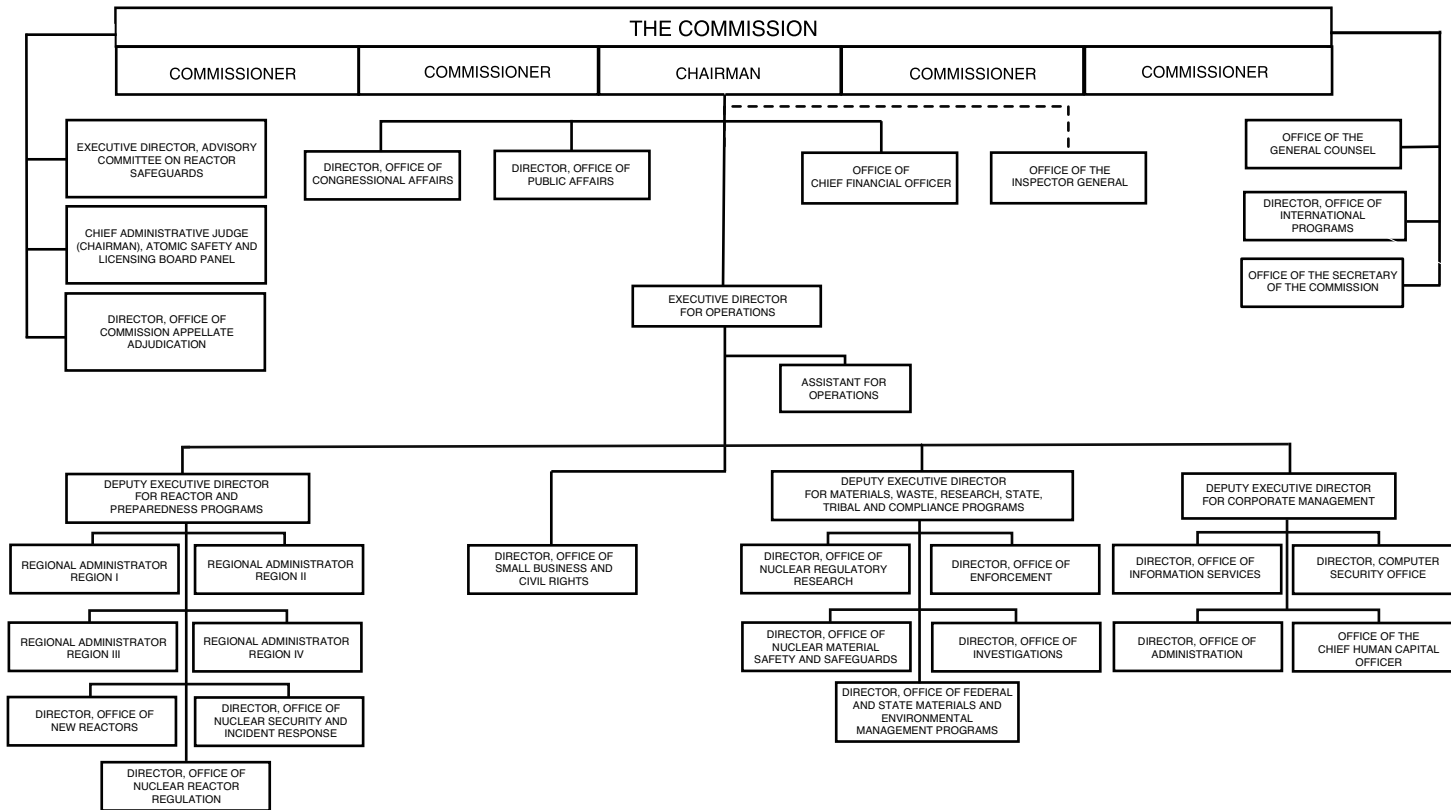 THE COMMISSION
COMMISSIONER
COMMISSIONER
CHAIRMAN
COMMISSIONER
COMMISSIONER
EXECUTIVE DIRECTOR, ADVISORY
COMMITTEE ON REACTOR
SAFEGUARDS
CHIEF ADMINISTRATIVE JUDGE
(CHAIRMAN), ATOMIC SAFETY AND
LICENSING BOARD PANEL
DIRECTOR, OFFICE OF
COMMISSION APPELLATE
ADJUDICATION
DIRECTOR, OFFICE OF
CONGRESSIONAL AFFAIRS
DIRECTOR, OFFICE OF
PUBLIC AFFAIRS
OFFICE OF
CHIEF FINANCIAL OFFICER
OFFICE OF THE
INSPECTOR GENERAL
OFFICE OF THE
GENERAL COUNSEL
DIRECTOR, OFFICE OF
INTERNATIONAL
PROGRAMS
OFFICE OF THE SECRETARY
OF THE COMMISSION
EXECUTIVE DIRECTOR
FOR OPERATIONS
ASSISTANT FOR
OPERATIONS
DEPUTY EXECUTIVE DIRECTOR
FOR REACTOR AND
PREPAREDNESS PROGRAMS
REGIONAL ADMINISTRATOR
REGION I
REGIONAL ADMINISTRATOR
REGION II
REGIONAL ADMINISTRATOR
REGION III
REGIONAL ADMINISTRATOR
REGION IV
DIRECTOR, OFFICE OF
NEW REACTORS
DIRECTOR, OFFICE OF
NUCLEAR SECURITY AND
INCIDENT RESPONSE
DIRECTOR, OFFICE OF
NUCLEAR REACTOR
REGULATION
DIRECTOR, OFFICE OF
SMALL BUSINESS AND
CIVIL RIGHTS
DEPUTY EXECUTIVE DIRECTOR
FOR MATERIALS, WASTE, RESEARCH, STATE,
TRIBAL AND COMPLIANCE PROGRAMS
DIRECTOR, OFFICE OF
NUCLEAR REGULATORY
RESEARCH
DIRECTOR, OFFICE OF
ENFORCEMENT
DIRECTOR, OFFICE OF
NUCLEAR MATERIAL
SAFETY AND SAFEGUARDS
DIRECTOR, OFFICE OF
INVESTIGATIONS
DIRECTOR, OFFICE OF FEDERAL
AND STATE MATERIALS AND
ENVIRONMENTAL
MANAGEMENT PROGRAMS
DEPUTY EXECUTIVE DIRECTOR
FOR CORPORATE MANAGEMENT
DIRECTOR, OFFICE OF
INFORMATION SERVICES
DIRECTOR, COMPUTER
SECURITY OFFICE
DIRECTOR, OFFICE OF
ADMINISTRATION
OFFICE OF THE
CHIEF HUMAN CAPITAL
OFFICER